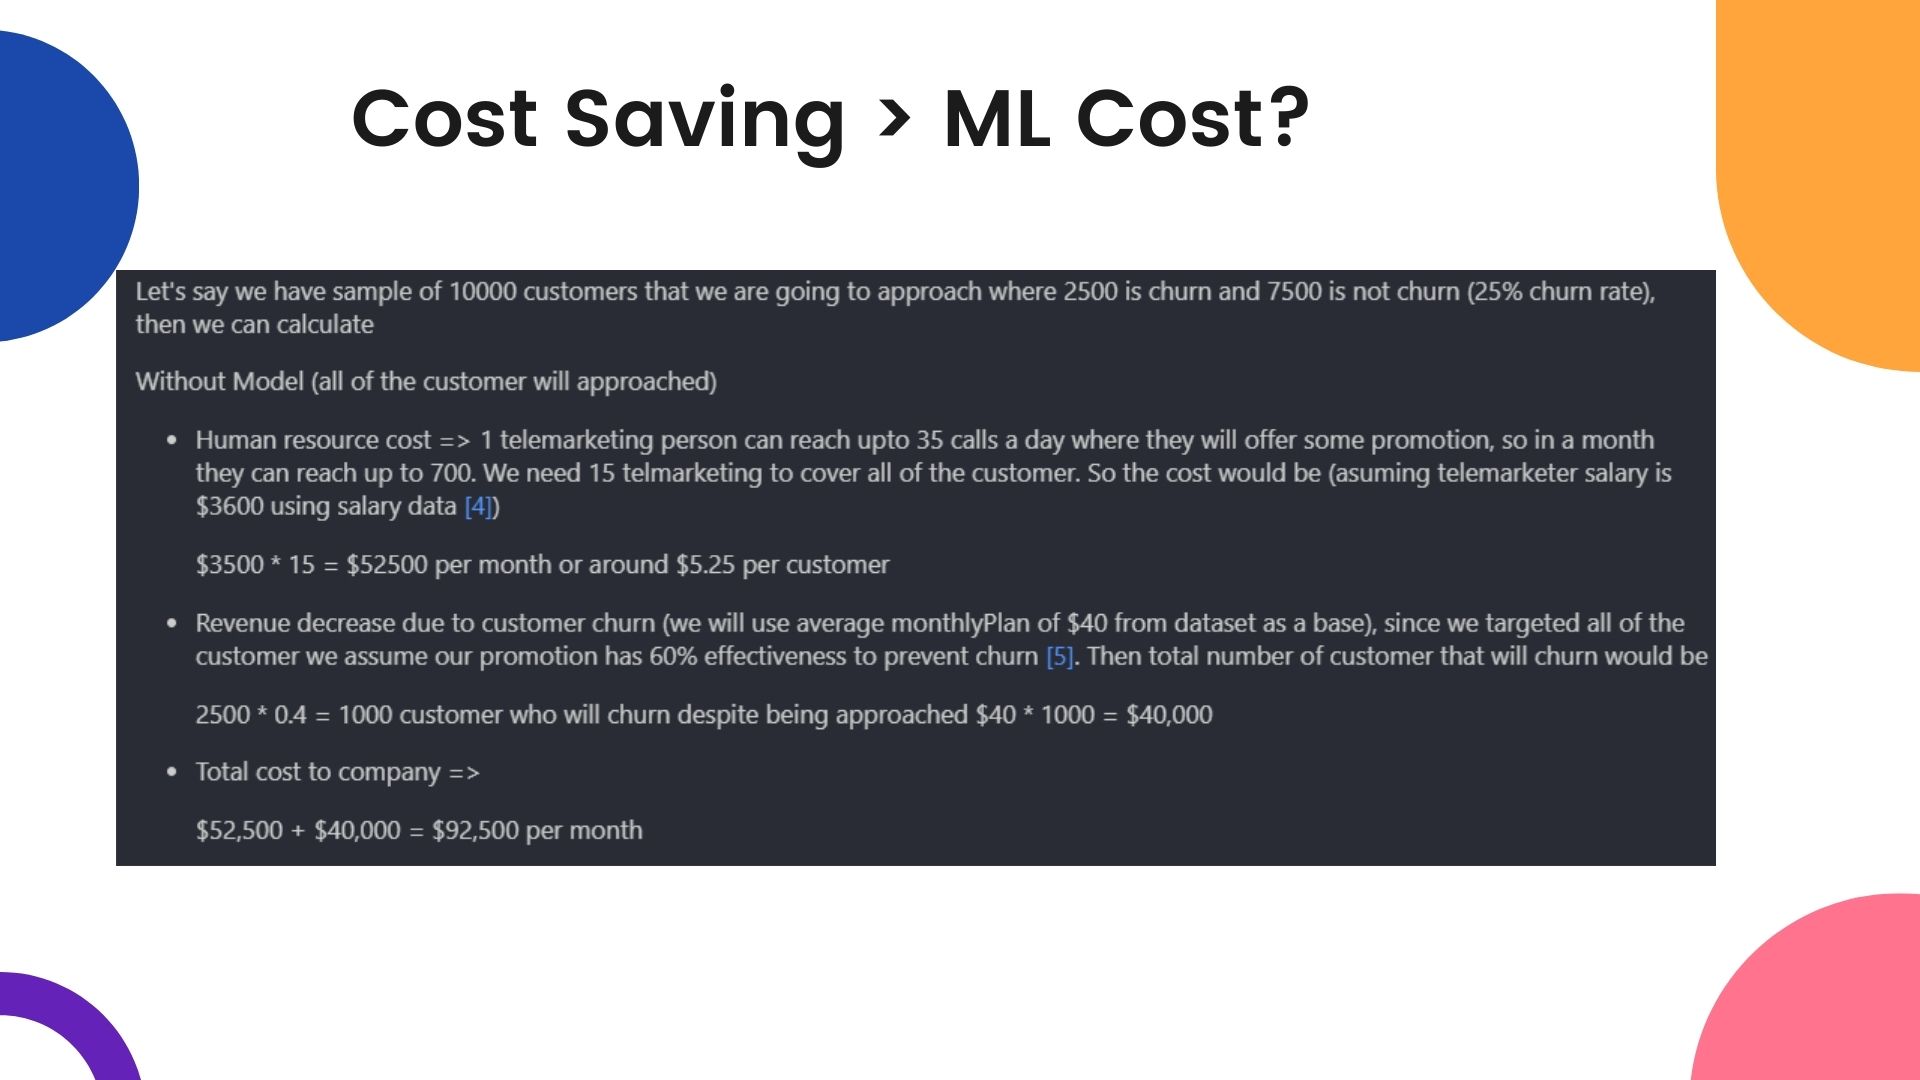 Cost Saving > ML Cost?
Let's say we have sample of 10000 customers that we are going to approach where 2500 is churn and 7500 is not churn (25% churn rate),
then we can calculate
Without Model (all of the customer will approached)
• Human resource cost => 1 telemarketing person can reach upto 35 calls a day where they will offer some promotion, so in a month
they can reach up to 700. We need 15 telmarketing to cover all of the customer. So the cost would be (asuming telemarketer salary is
$3600 using salary data [4])
$3500 * 15 = $52500 per month or around $5.25 per customer
• Revenue decrease due to customer churn (we will use average monthlyPlan of $40 from dataset as a base), since we targeted all of the
customer we assume our promotion has 60% effectiveness to prevent churn [5]. Then total number of customer that will churn would be
2500 * 0.4 = 1000 customer who will churn despite being approached $40 * 1000 = $40,000
• Total cost to company =>
$52,500 + $40,000 = $92,500 per month